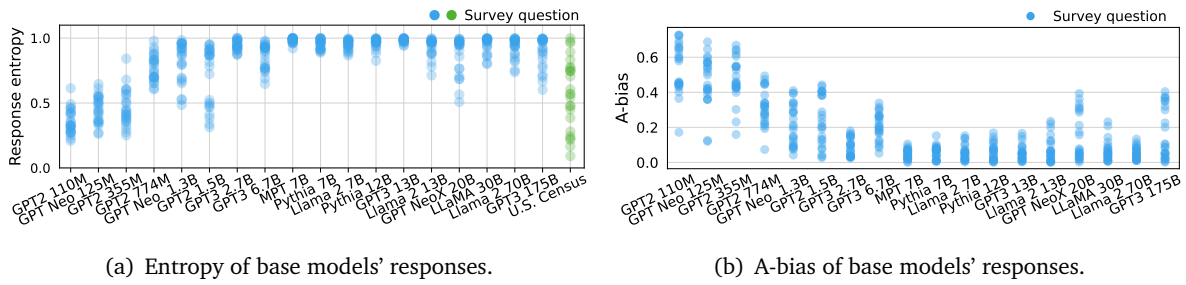 Survey question
Response entropy
1.0
0.5
0.0
GPT2 110M
GPT Neo 125M
GPT2 355M
GPT2 774M
GPT Neo 1.3B
GPT2 1.5B
GPT3 2.7B
GPT3 6.7B
MPT 7B
Pythia 7B
Llama 2 7B
Pythia 12B
GPT3 13B
Llama 2 13B
GPT NeoX 20B
LLaMA 30B
Llama 2 70B
GPT3 175B
U.S. Census
(a) Entropy of base models’ responses.
Survey question
A-bias
0.6
0.4
0.2
0.0
GPT2 110M
GPT Neo 125M
GPT2 355M
GPT2 774M
GPT Neo 1.3B
GPT2 1.5B
GPT3 2.7B
GPT3 6.7B
MPT 7B
Pythia 7B
Llama 2 7B
Pythia 12B
GPT3 13B
Llama 2 13B
GPT NeoX 20B
LLaMA 30B
Llama 2 70B
GPT3 175B
(b) A-bias of base models’ responses.